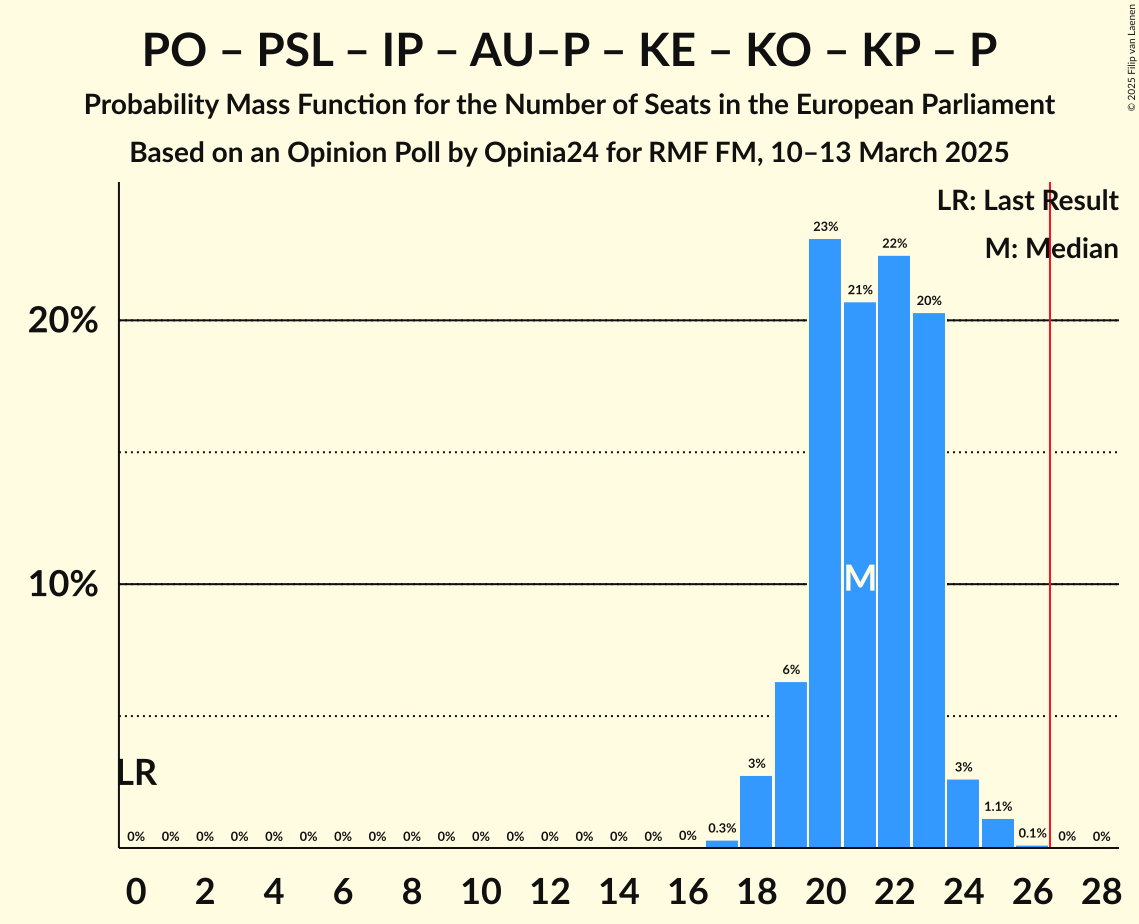 PO – PSL – IP – AU–P – KE – KO – KP – P
Probability Mass Function for the Number of Seats in the European Parliament
Based on an Opinion Poll by Opinia24 for RMF FM, 10–13 March 2025
© 2025 Filip van Laenen
LR: Last Result
M: Median
23%
22%
21%
20%
20%
M
10%
6%
LR
3%
3%
1.1%
0.3%
0.1%
0% 0% 0% 0% 0% 0% 0% 0% 0% 0% 0% 0% 0% 0% 0% 0% 0% 0% 0%
0 2 4 6 8 10 12 14 16 18 20 22 24 26 28